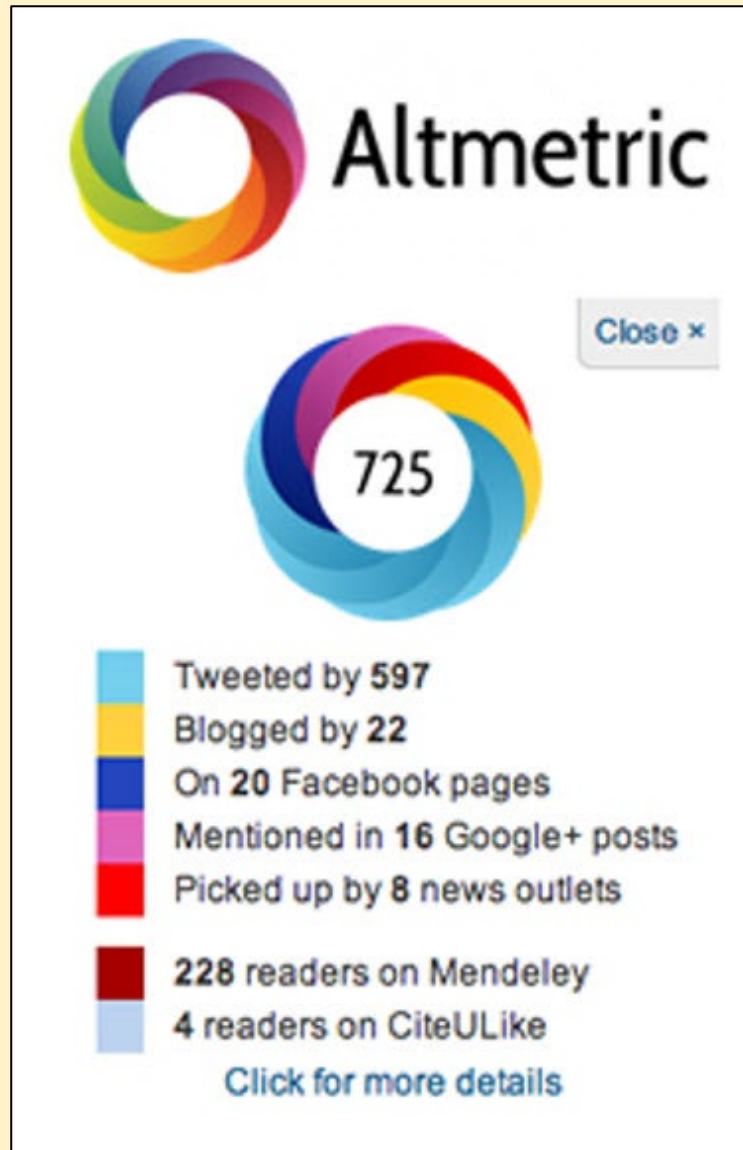 Altmetric
Close ×
725
Tweeted by 597
Blogged by 22
On 20 Facebook pages
Mentioned in 16 Google+ posts
Picked up by 8 news outlets
228 readers on Mendeley
4 readers on CiteULike
Click for more details